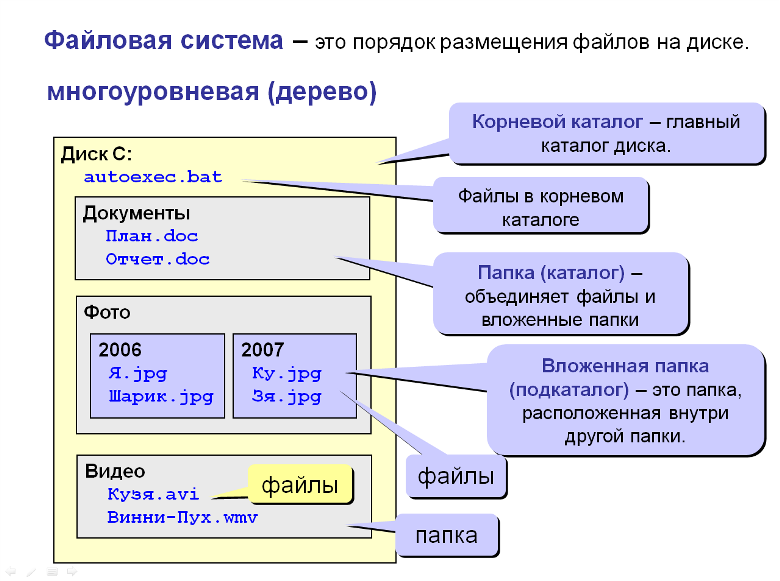 Файловая система – это порядок размещения файлов на диске.
многоуровневая (дерево)
Корневой каталог – главный
каталог диска.
Диск C:
autoexec.bat
Файлы в корневом
каталоге
Документы
План.doc
Отчет.doc
Папка (каталог) –
объединяет файлы и
вложенные папки
Фото
2006
Я.jpg
Шарик.jpg
2007
Ку.jpg
Зя.jpg
Вложенная папка
(подкаталог) – это папка,
расположенная внутри
другой папки.
файлы
Видео
Кузя.avi
Винни-Пух.wmv
файлы
папка